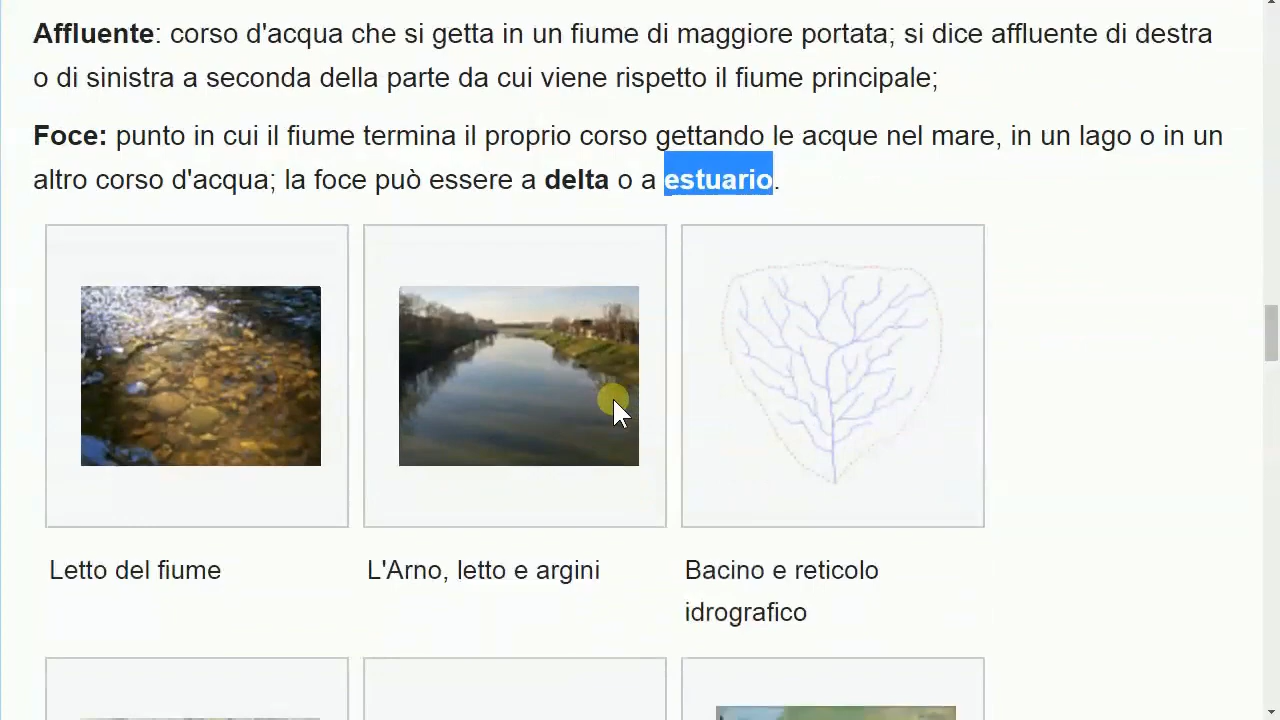 Affluente: corso d'acqua che si getta in un fiume di maggiore portata; si dice affluente di destra
o di sinistra a seconda della parte da cui viene rispetto il fiume principale;
Foce: punto in cui il fiume termina il proprio corso gettando le acque nel mare, in un lago o in un
altro corso d'acqua; la foce può essere a delta o a estuario.
Letto del fiume
L'Arno, letto e argini
Bacino e reticolo
idrografico